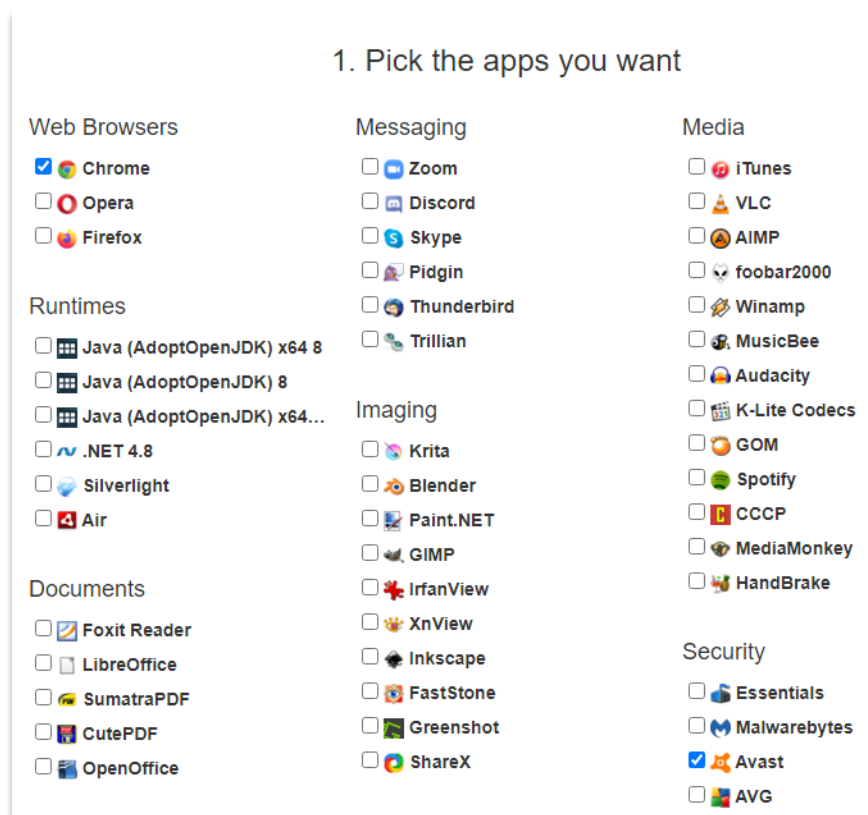 1. Pick the apps you want
Web Browsers
Chrome
Opera
Firefox
Runtimes
Java (AdoptOpenJDK) x64 8
Java (AdoptOpenJDK) 8
Java (AdoptOpenJDK) x64...
.NET 4.8
Silverlight
Air
Documents
Foxit Reader
LibreOffice
SumatraPDF
CutePDF
OpenOffice
Messaging
Zoom
Discord
Skype
Pidgin
Thunderbird
Trillian
Imaging
Krita
Blender
Paint.NET
GIMP
IrfanView
XnView
Inkscape
FastStone
Greenshot
ShareX
Media
iTunes
VLC
AIMP
foobar2000
Winamp
MusicBee
Audacity
K-Lite Codecs
GOM
Spotify
CCCP
MediaMonkey
HandBrake
Security
Essentials
Malwarebytes
Avast
AVG